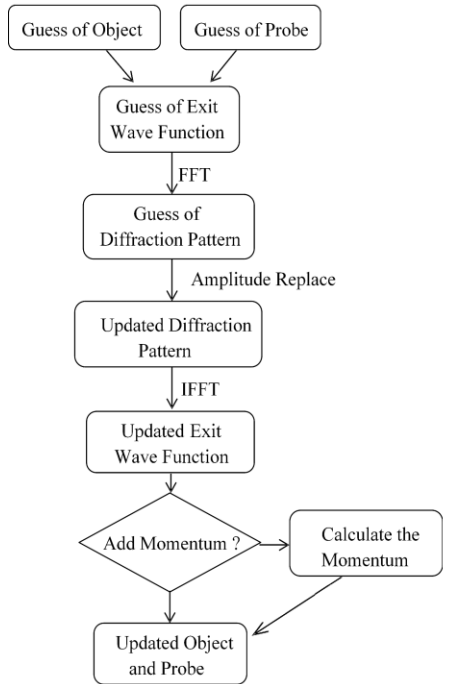 Guess of Object
Guess of Probe
Guess of Exit
Wave Function
FFT
Guess of
Diffraction Pattern
Amplitude Replace
Updated Diffraction
Pattern
IFFT
Updated Exit
Wave Function
Add Momentum ?
Calculate the
Momentum
Updated Object
and Probe